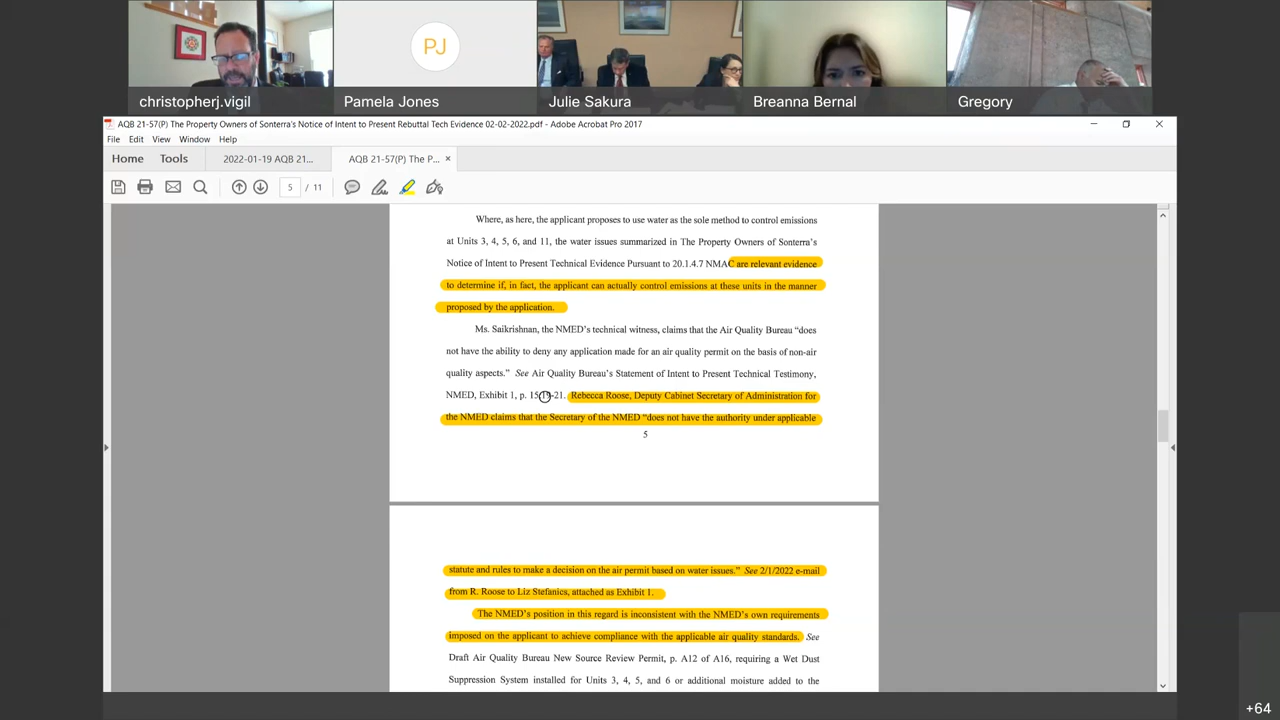 PJ
christopherj.vigil
Pamela Jones
Julie Sakura
Breanna Bernal
Gregory
AQB 21-57(P) The Property Owners of Sonterra's Notice of Intent to Present Rebuttal Tech Evidence 02-02-2022.pdf - Adobe Acrobat Pro 2017
File Edit View Window Help
Home Tools 2022-01-19 AQB 21... AQB 21-57(P) The P... ×
5 / 11
Where, as here, the applicant proposes to use water as the sole method to control emissions
at Units 3, 4, 5, 6, and 11, the water issues summarized in The Property Owners of Sonterra's
Notice of Intent to Present Technical Evidence Pursuant to 20.1.4.7 NMAC are relevant evidence
to determine if, in fact, the applicant can actually control emissions at these units in the manner
proposed by the application.
Ms. Saikrishnan, the NMED's technical witness, claims that the Air Quality Bureau "does
not have the ability to deny any application made for an air quality permit on the basis of non-air
quality aspects." See Air Quality Bureau's Statement of Intent to Present Technical Testimony,
NMED, Exhibit 1, p. 15:19-21. Rebecca Roose, Deputy Cabinet Secretary of Administration for
the NMED claims that the Secretary of the NMED "does not have the authority under applicable
5
statute and rules to make a decision on the air permit based on water issues." See 2/1/2022 e-mail
from R. Roose to Liz Stefanics, attached as Exhibit 1.
The NMED's position in this regard is inconsistent with the NMED's own requirements
imposed on the applicant to achieve compliance with the applicable air quality standards. See
Draft Air Quality Bureau New Source Review Permit, p. A12 of A16, requiring a Wet Dust
Suppression System installed for Units 3, 4, 5, and 6 or additional moisture added to the
+64